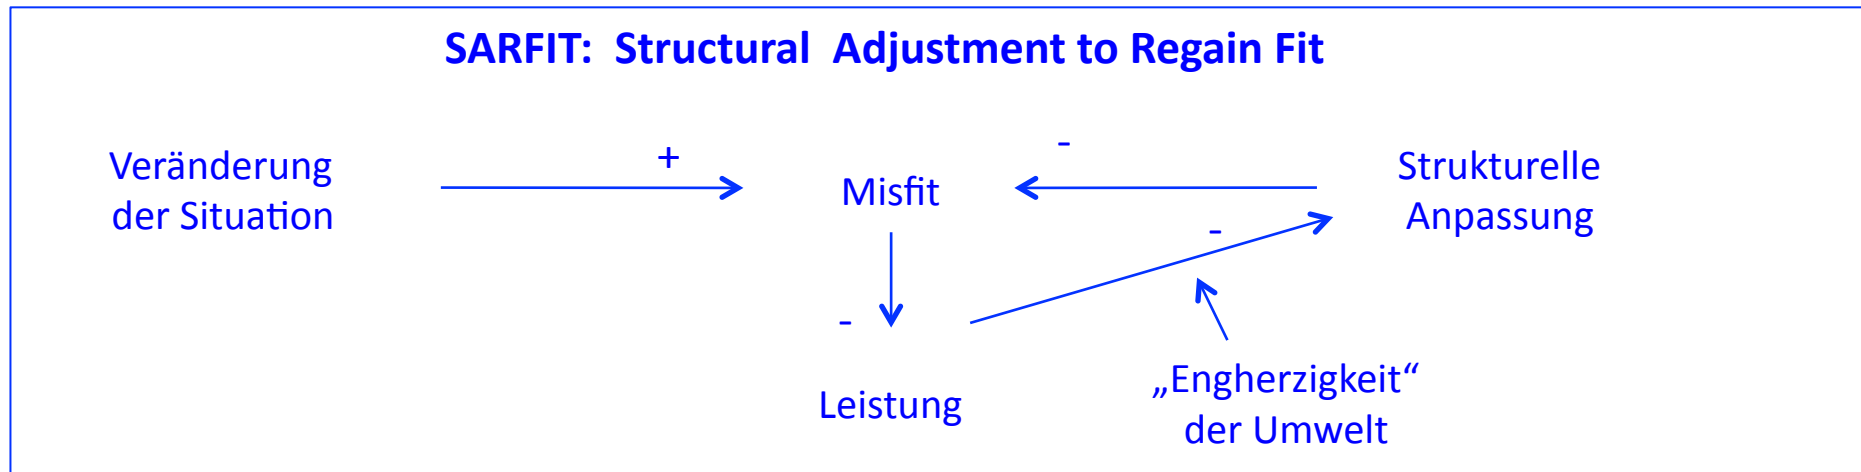 SARFIT: Structural Adjustment to Regain Fit
+
-
Veränderung
der Situation
Misfit
Strukturelle
Anpassung
-
-
Leistung
„Engherzigkeit“
der Umwelt